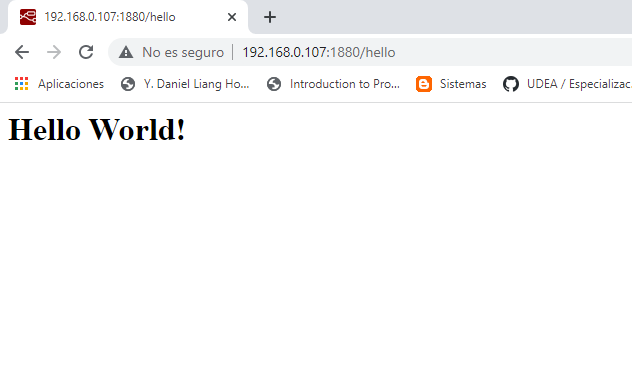 192.168.0.107:1880/hello
No es seguro 192.168.0.107:1880/hello
Aplicaciones Y. Daniel Liang Ho... Introduction to Pro... Sistemas UDEA / Especializac
Hello World!